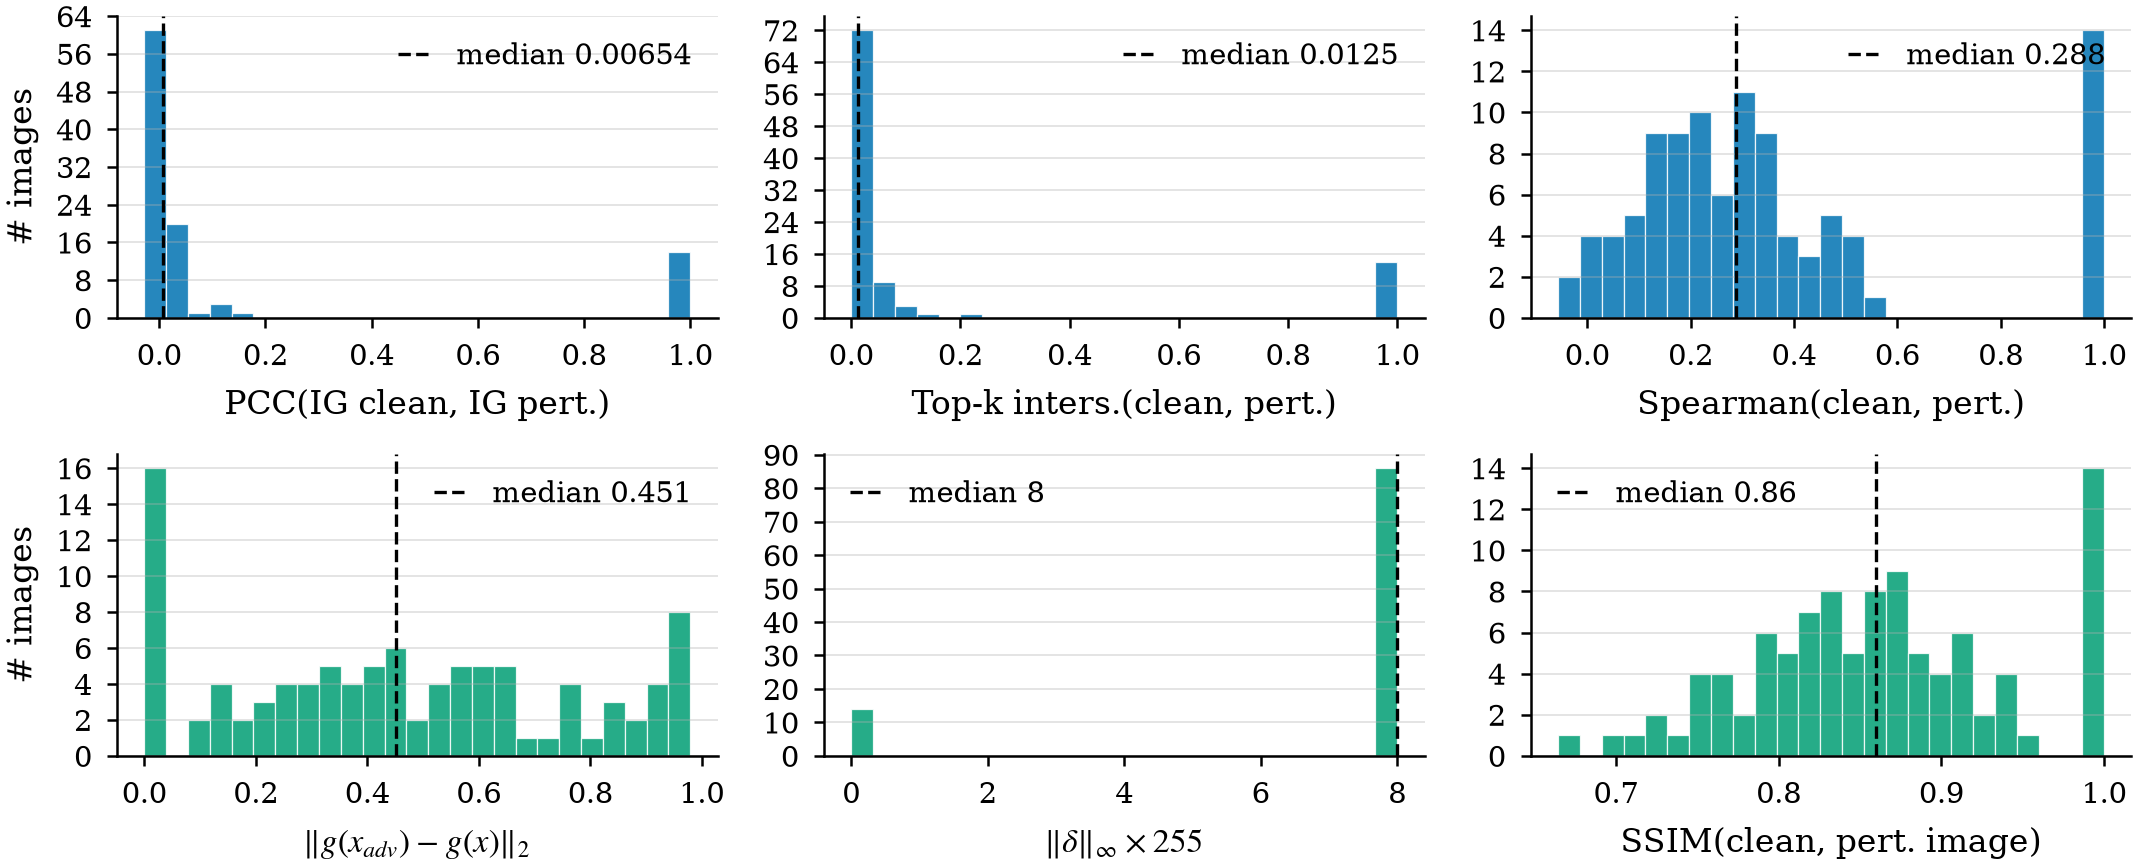 64
56
48
40
32
24
16
8
0
# images
median 0.00654
0.0 0.2 0.4 0.6 0.8 1.0
PCC(IG clean, IG pert.)
72
64
56
48
40
32
24
16
8
0
median 0.0125
0.0 0.2 0.4 0.6 0.8 1.0
Top-k inters.(clean, pert.)
14
12
10
8
6
4
2
0
median 0.288
0.0 0.2 0.4 0.6 0.8 1.0
Spearman(clean, pert.)
16
14
12
10
8
6
4
2
0
# images
median 0.451
0.0 0.2 0.4 0.6 0.8 1.0
‖g(x_adv) − g(x)‖₂
90
80
70
60
50
40
30
20
10
0
median 8
0 2 4 6 8
‖δ‖∞ × 255
14
12
10
8
6
4
2
0
median 0.86
0.7 0.8 0.9 1.0
SSIM(clean, pert. image)